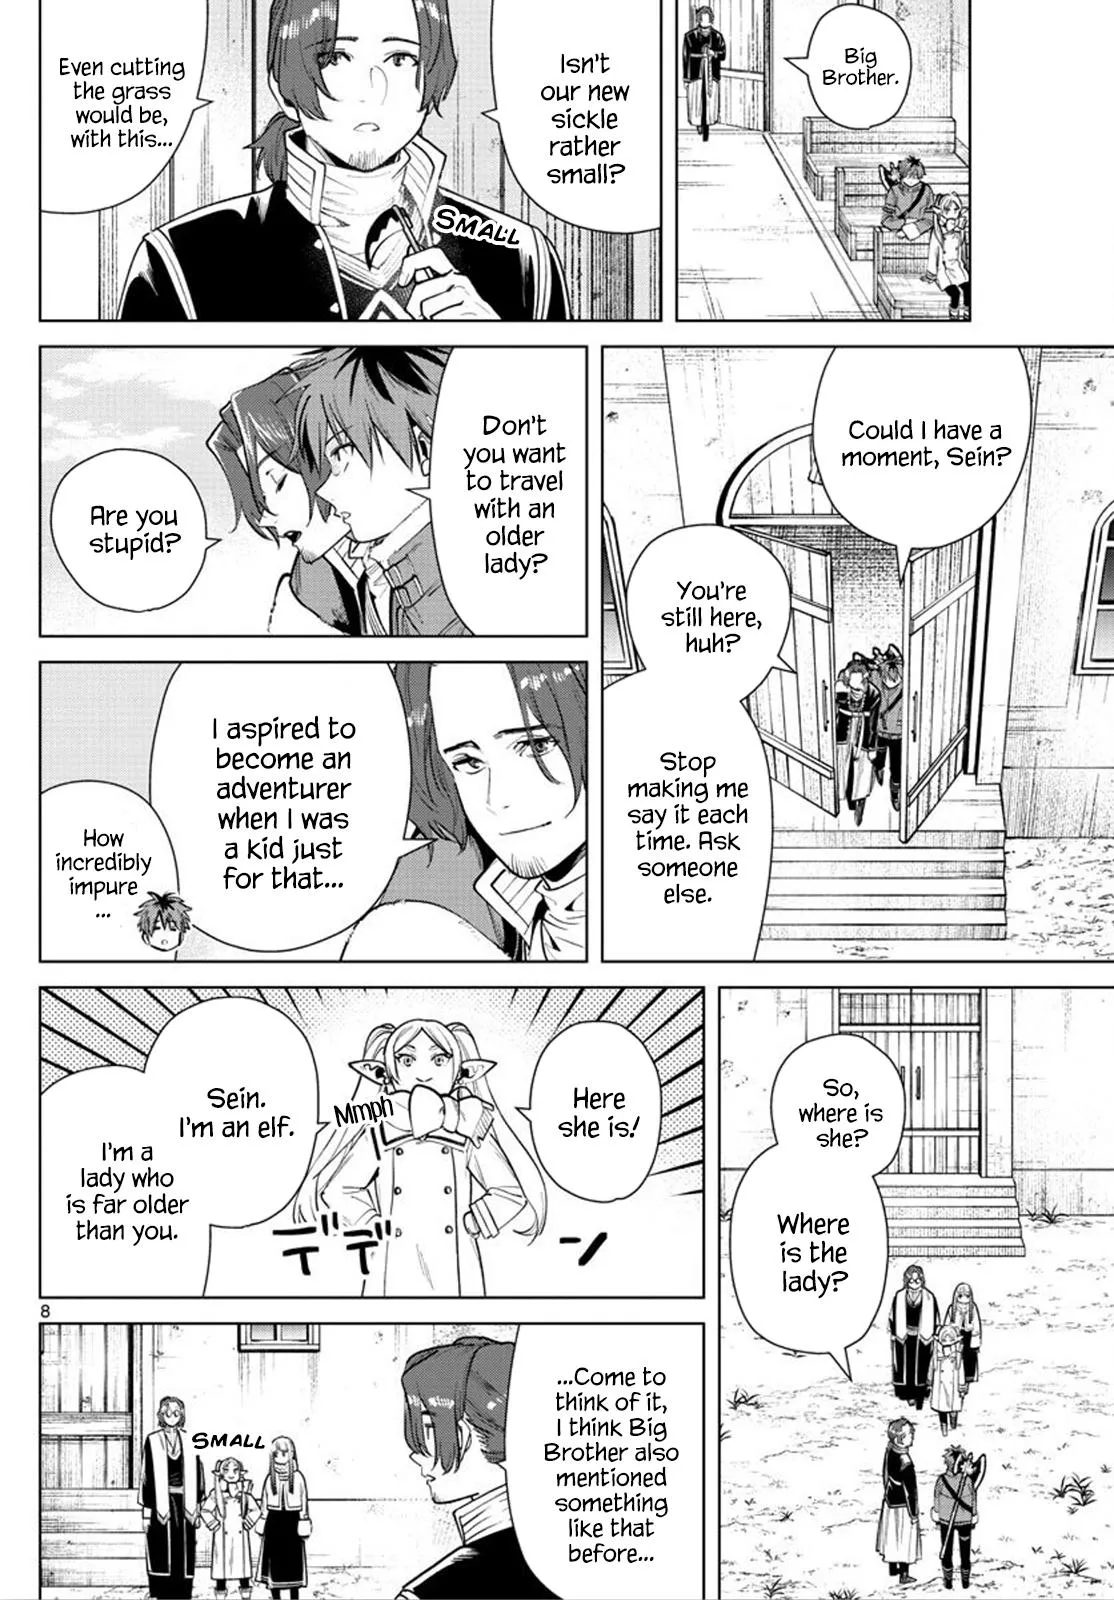 Big
Brother.
Isn't
our new
sickle
rather
small?
SMALL
Even cutting
the grass
would be,
with this...
Could I have a
moment, Sein?
You're
still here,
huh?
Stop
making me
say it each
time. Ask
someone
else.
Don't
you want
to travel
with an
older
lady?
Are you
stupid?
I aspired to
become an
adventurer
when I was
a kid just
for that...
How
incredibly
impure
...
So,
where is
she?
Where
is the
lady?
Here
she is!
Mmph
Sein.
I'm an elf.
I'm a
lady who
is far older
than you.
デデン
8
...Come to
think of it,
I think Big
Brother also
mentioned
something
like that
before...
SMALL